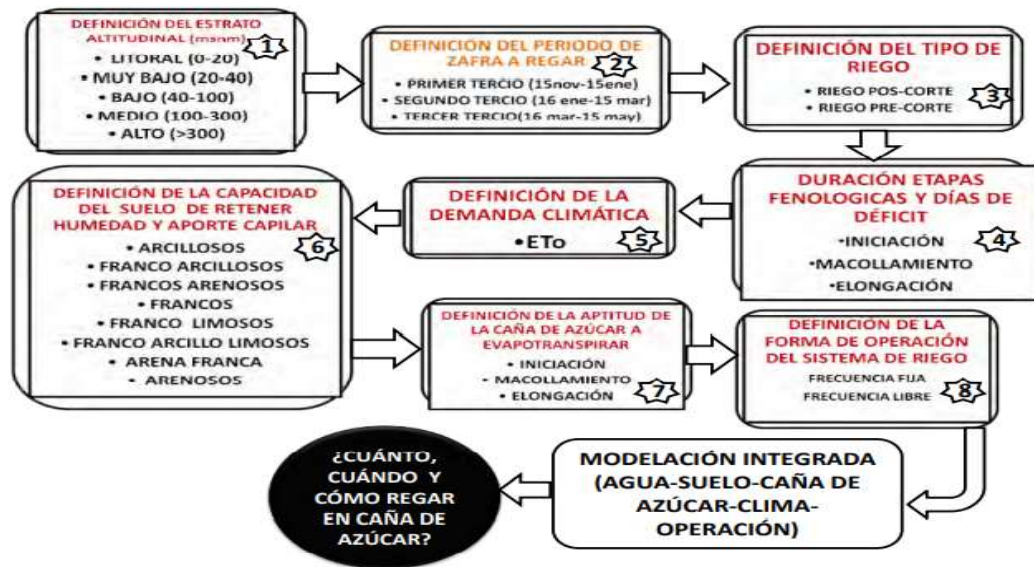 DEFINICIÓN DEL ESTRATO
ALTITUDINAL (msnm)
1
• LITORAL (0-20)
• MUY BAJO (20-40)
• BAJO (40-100)
• MEDIO (100-300)
• ALTO (>300)
DEFINICIÓN DEL PERIODO DE
ZAFRA A REGAR
2
• PRIMER TERCIO (15nov-15ene)
• SEGUNDO TERCIO (16 ene-15 mar)
• TERCER TERCIO(16 mar-15 may)
DEFINICIÓN DEL TIPO DE
RIEGO
• RIEGO POS-CORTE
• RIEGO PRE-CORTE
3
DURACIÓN ETAPAS
FENOLOGICAS Y DÍAS DE
DÉFICIT
•INICIACIÓN
4
•MACOLLAMIENTO
•ELONGACIÓN
DEFINICIÓN DE LA
DEMANDA CLIMÁTICA
•ETo
5
DEFINICIÓN DE LA CAPACIDAD
DEL SUELO DE RETENER
HUMEDAD Y APORTE CAPILAR
6
• ARCILLOSOS
• FRANCO ARCILLOSOS
• FRANCOS ARENOSOS
• FRANCOS
• FRANCO LIMOSOS
• FRANCO ARCILLO LIMOSOS
• ARENA FRANCA
• ARENOSOS
DEFINICIÓN DE LA APTITUD DE
LA CAÑA DE AZÚCAR A
EVAPOTRANSPIRAR
• INICIACIÓN
• MACOLLAMIENTO
• ELONGACIÓN
7
DEFINICIÓN DE LA
FORMA DE OPERACIÓN
DEL SISTEMA DE RIEGO
FRECUENCIA FIJA
FRECUENCIA LIBRE
8
MODELACIÓN INTEGRADA
(AGUA-SUELO-CAÑA DE
AZÚCAR-CLIMA-
OPERACIÓN)
¿CUÁNTO,
CUÁNDO Y
CÓMO REGAR
EN CAÑA DE
AZÚCAR?